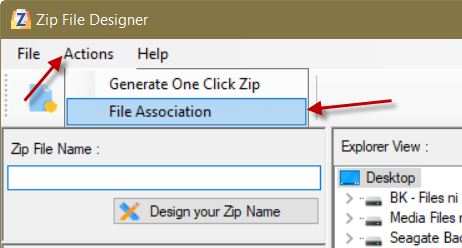 Zip File Designer
File Actions Help
Generate One Click Zip
File Association
Zip File Name :
Design your Zip Name
Explorer View :
Desktop
BK - Files ni
Media Files n
Seagate Bac